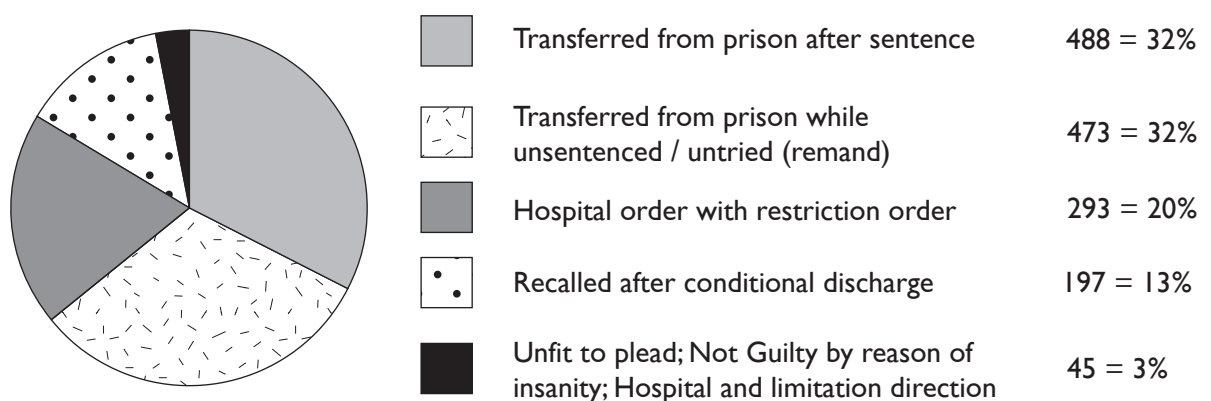 Transferred from prison after sentence 488 = 32%
Transferred from prison while
unsentenced / untried (remand) 473 = 32%
Hospital order with restriction order 293 = 20%
Recalled after conditional discharge 197 = 13%
Unfit to plead; Not Guilty by reason of
insanity; Hospital and limitation direction 45 = 3%